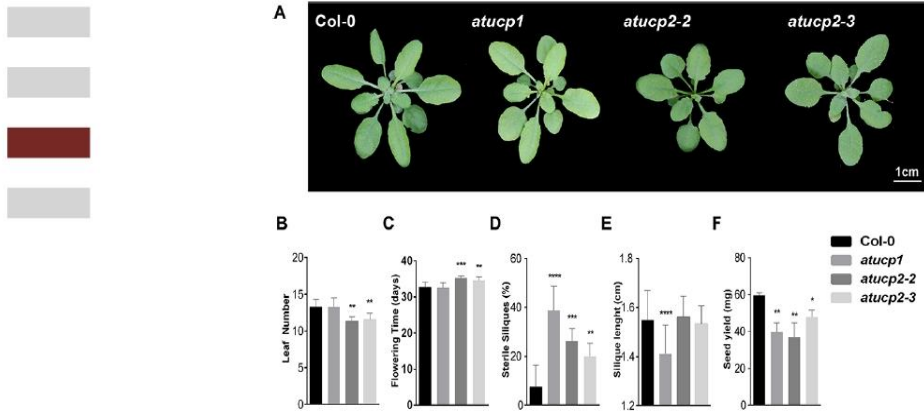 A
Col-0 atucp1 atucp2-2 atucp2-3
1cm
B C D E F
Leaf Number
20
15
10
5
0
** **
Flowering Time (days)
40
30
20
10
0
*** **
Sterile Siliques (%)
60
40
20
0
**** *** **
Silique lenght (cm)
1.8
1.6
1.4
1.2
****
Seed yield (mg)
80
60
40
20
0
** ** *
Col-0
atucp1
atucp2-2
atucp2-3